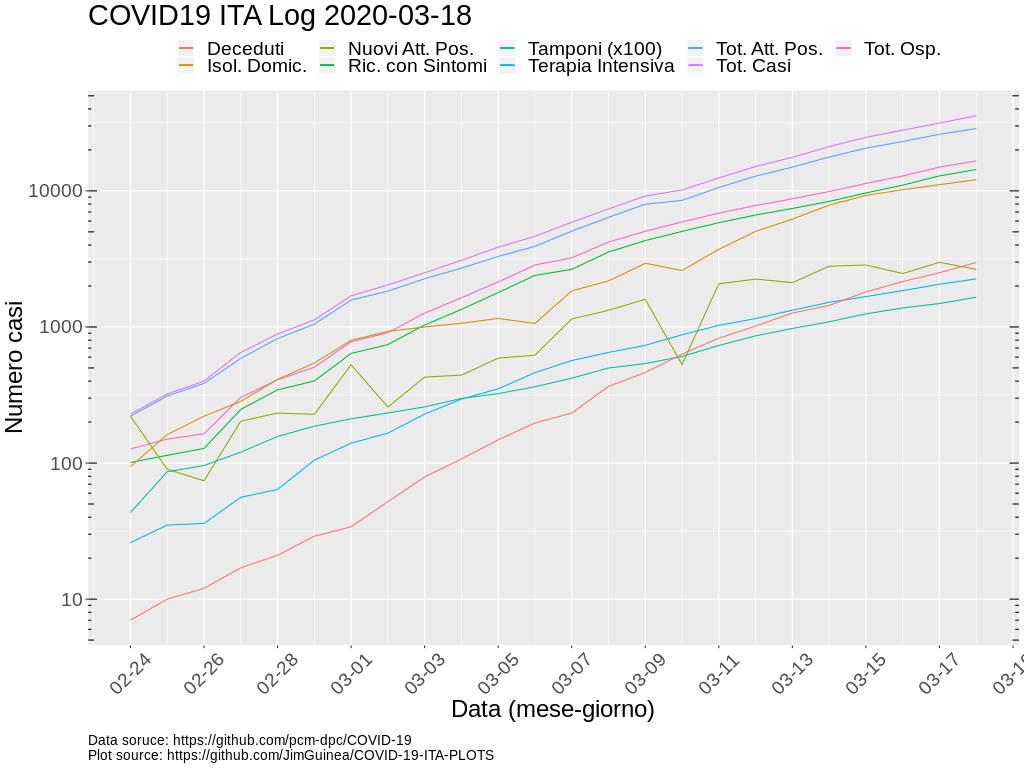 COVID19 ITA Log 2020-03-18
Deceduti Nuovi Att. Pos. Tamponi (x100) Tot. Att. Pos. Tot. Osp.
Isol. Domic. Ric. con Sintomi Terapia Intensiva Tot. Casi
10000
1000
100
10
Numero casi
02-24 02-26 02-28 03-01 03-03 03-05 03-07 03-09 03-11 03-13 03-15 03-17
Data (mese-giorno)
Data soruce: https://github.com/pcm-dpc/COVID-19
Plot source: https://github.com/JimGuinea/COVID-19-ITA-PLOTS